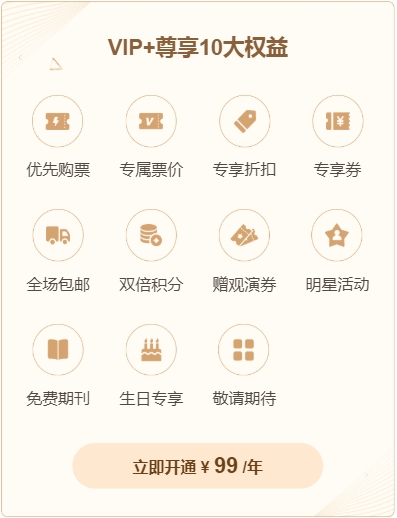 VIP+尊享10大权益
优先购票 专属票价 专享折扣 专享券
全场包邮 双倍积分 赠观演券 明星活动
免费期刊 生日专享 敬请期待
立即开通 ¥ 99 /年